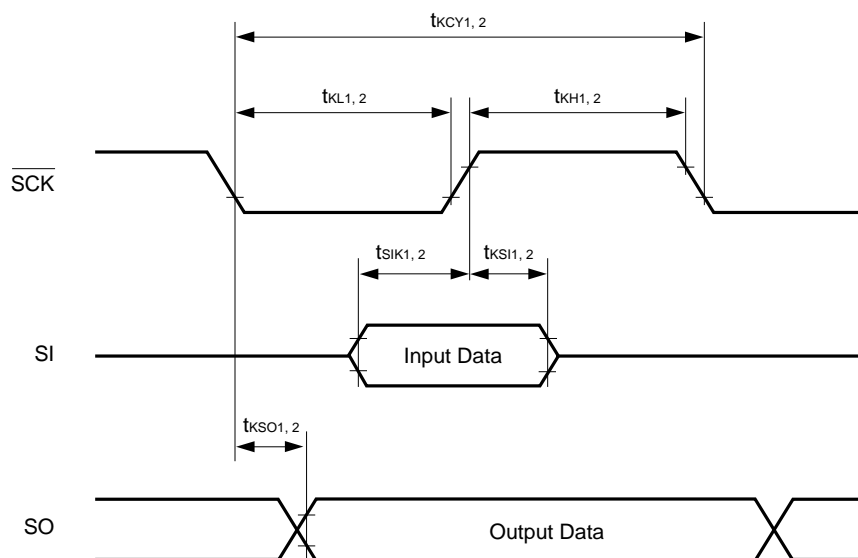 tKCY1, 2
tKL1, 2
tKH1, 2
SCK
tSIK1, 2
tKSI1, 2
SI
Input Data
tKSO1, 2
SO
Output Data